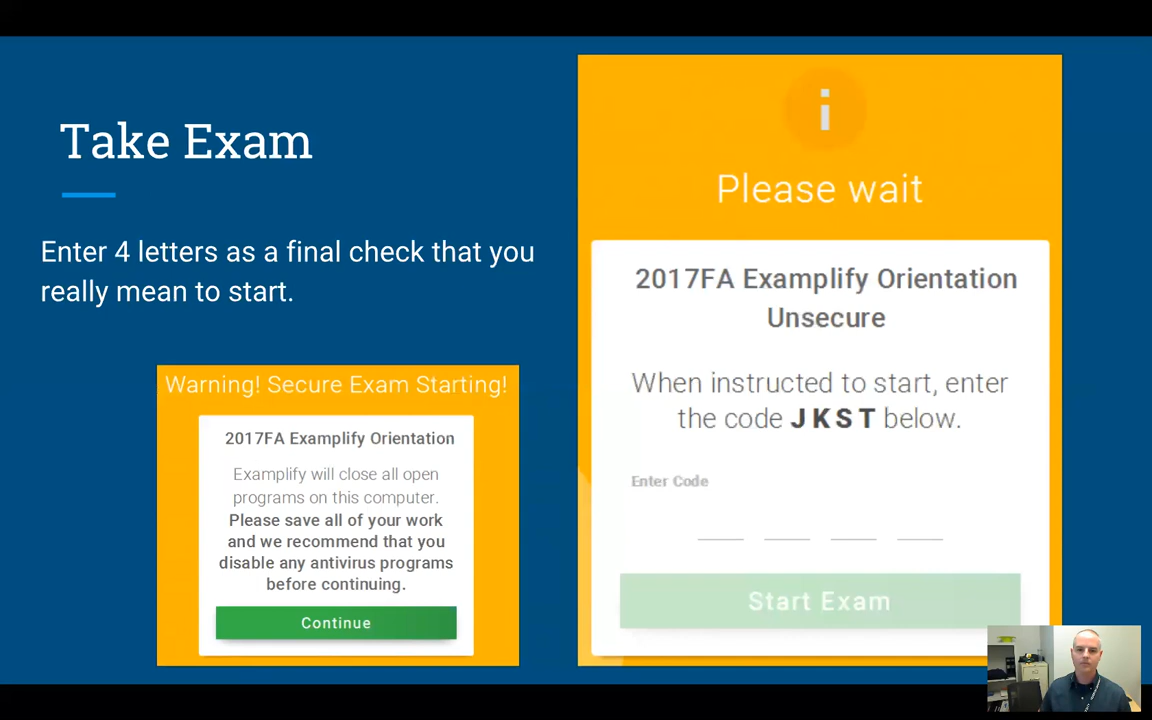 Take Exam
Enter 4 letters as a final check that you
really mean to start.
Warning! Secure Exam Starting!
2017FA Examplify Orientation
Examplify will close all open
programs on this computer.
Please save all of your work
and we recommend that you
disable any antivirus programs
before continuing.
Continue
i
Please wait
2017FA Examplify Orientation
Unsecure
When instructed to start, enter
the code JKST below.
Enter Code
Start Exam